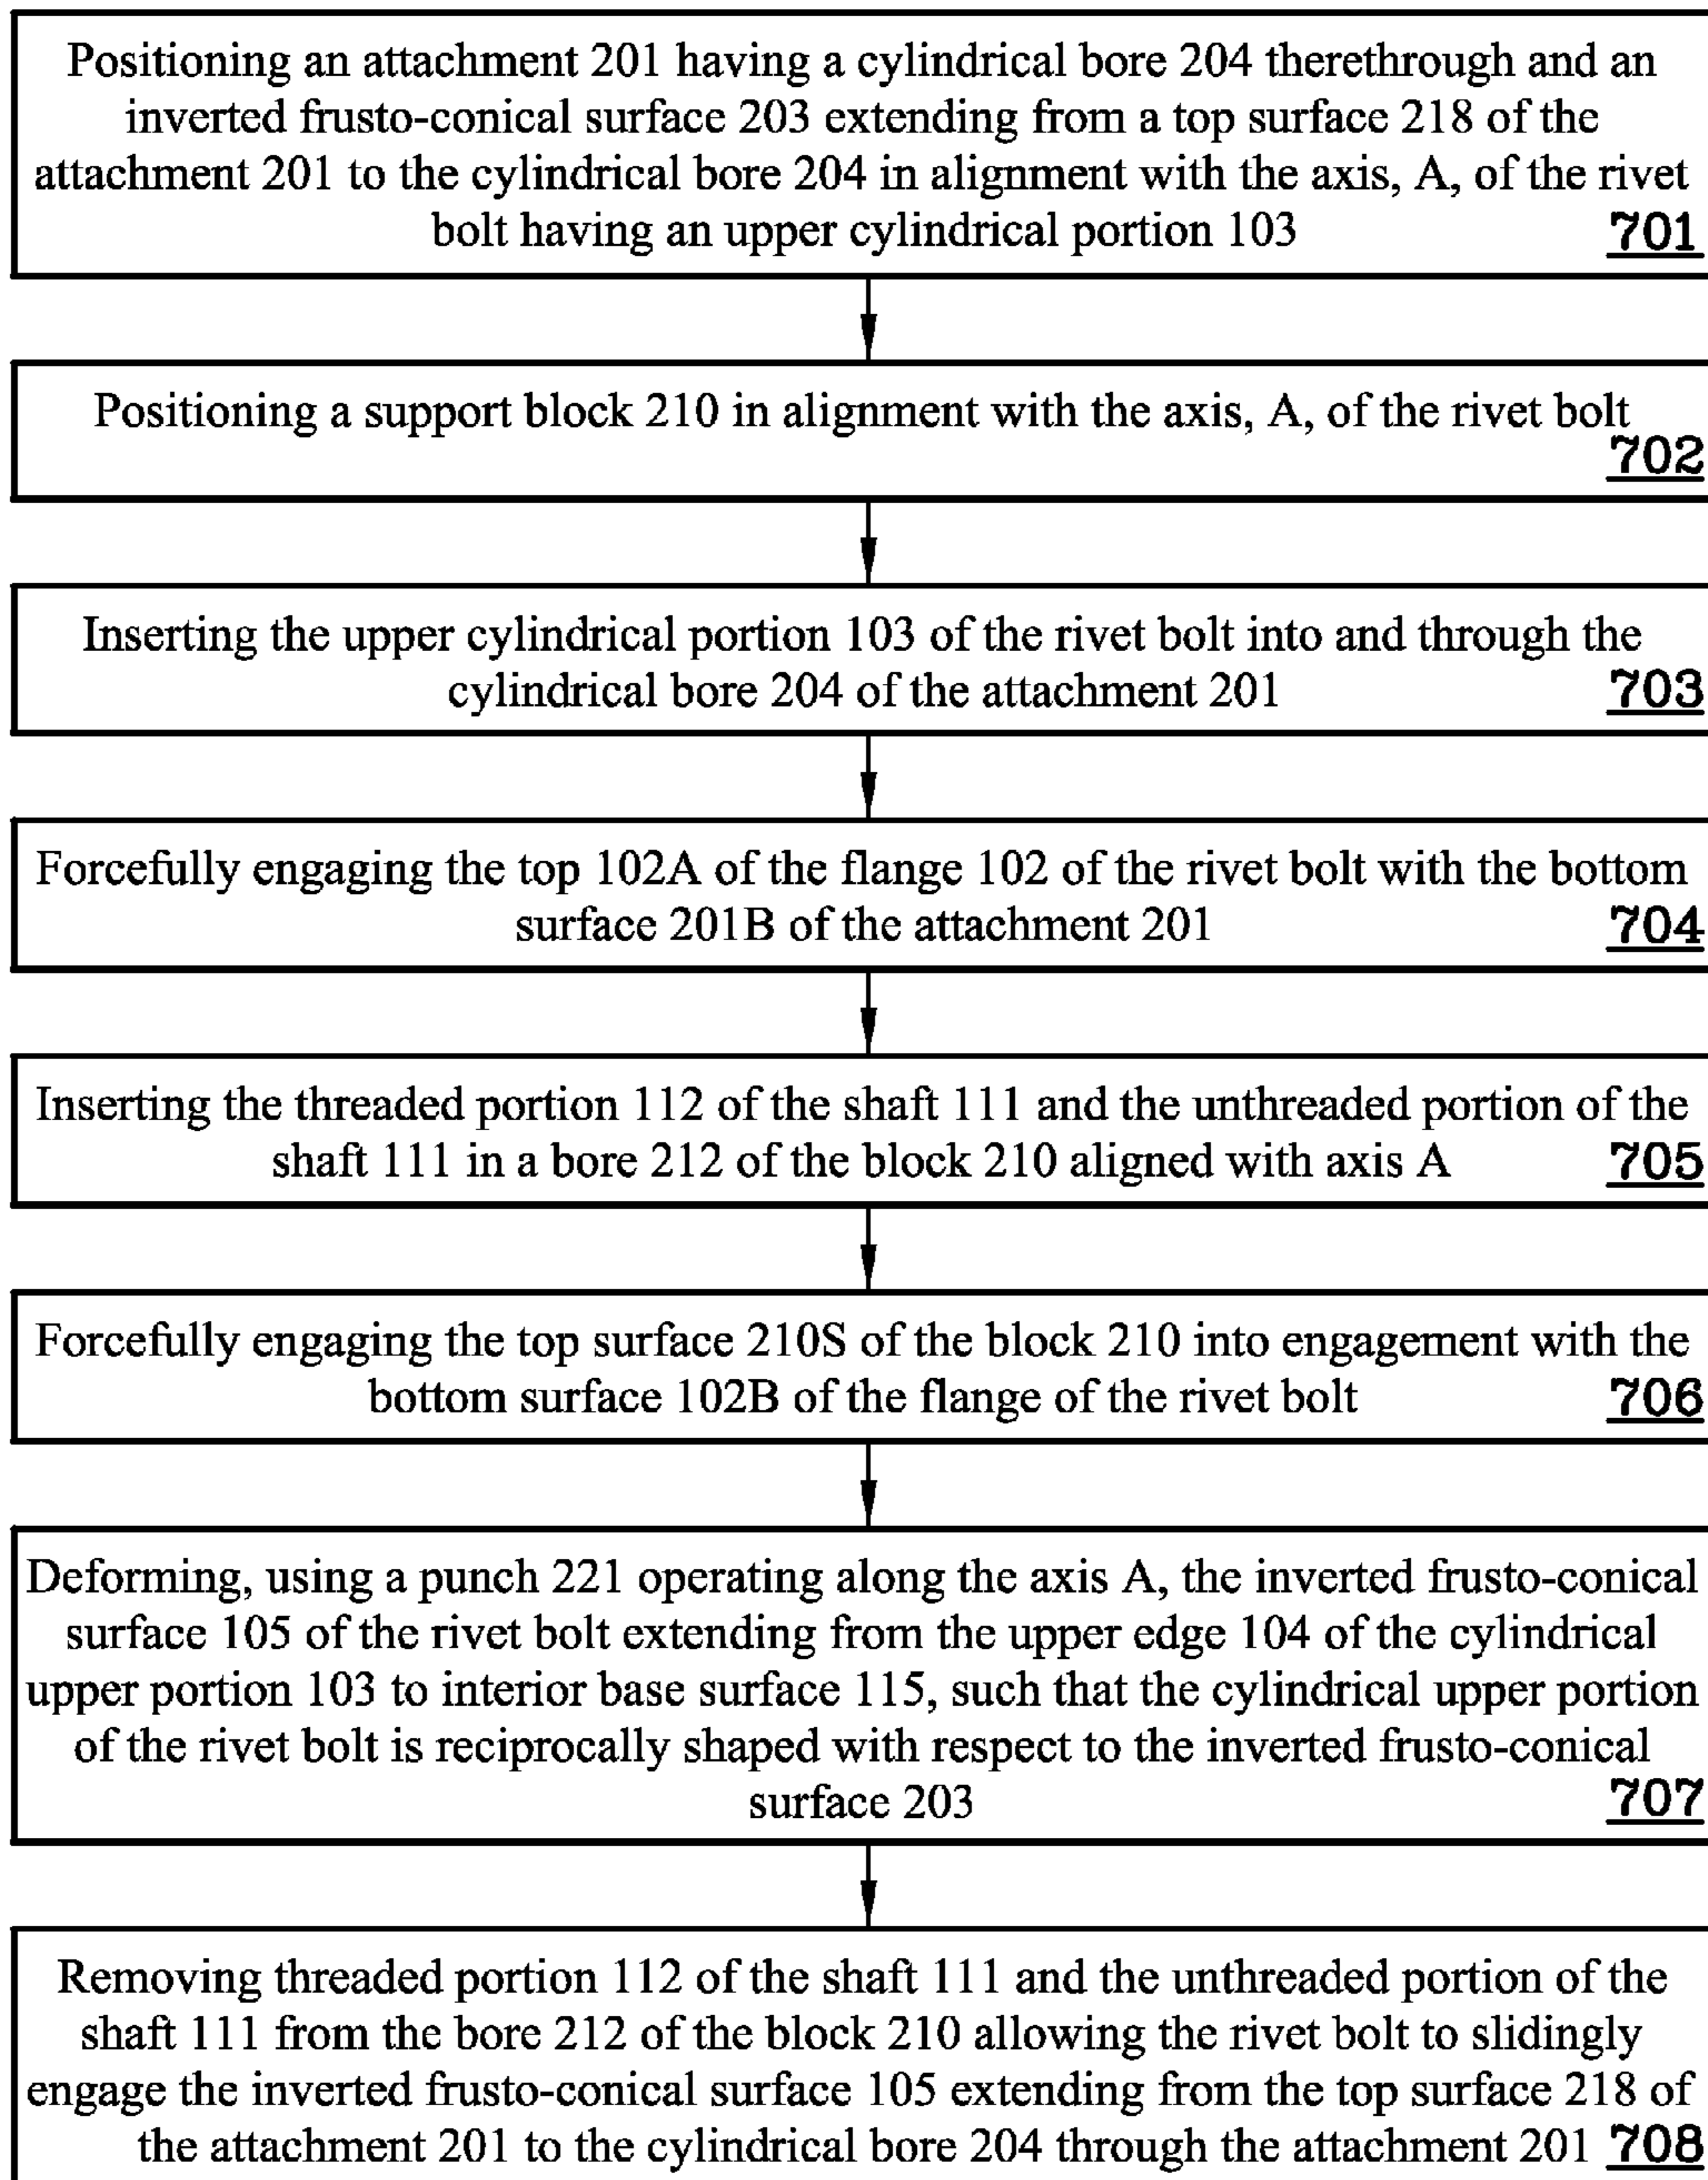 Positioning an attachment 201 having a cylindrical bore 204 therethrough and an
inverted frusto-conical surface 203 extending from a top surface 218 of the
attachment 201 to the cylindrical bore 204 in alignment with the axis, A, of the rivet
bolt having an upper cylindrical portion 103 701
Positioning a support block 210 in alignment with the axis, A, of the rivet bolt
702
Inserting the upper cylindrical portion 103 of the rivet bolt into and through the
cylindrical bore 204 of the attachment 201 703
Forcefully engaging the top 102A of the flange 102 of the rivet bolt with the bottom
surface 201B of the attachment 201 704
Inserting the threaded portion 112 of the shaft 111 and the unthreaded portion of the
shaft 111 in a bore 212 of the block 210 aligned with axis A 705
Forcefully engaging the top surface 210S of the block 210 into engagement with the
bottom surface 102B of the flange of the rivet bolt 706
Deforming, using a punch 221 operating along the axis A, the inverted frusto-conical
surface 105 of the rivet bolt extending from the upper edge 104 of the cylindrical
upper portion 103 to interior base surface 115, such that the cylindrical upper portion
of the rivet bolt is reciprocally shaped with respect to the inverted frusto-conical
surface 203 707
Removing threaded portion 112 of the shaft 111 and the unthreaded portion of the
shaft 111 from the bore 212 of the block 210 allowing the rivet bolt to slidingly
engage the inverted frusto-conical surface 105 extending from the top surface 218 of
the attachment 201 to the cylindrical bore 204 through the attachment 201 708